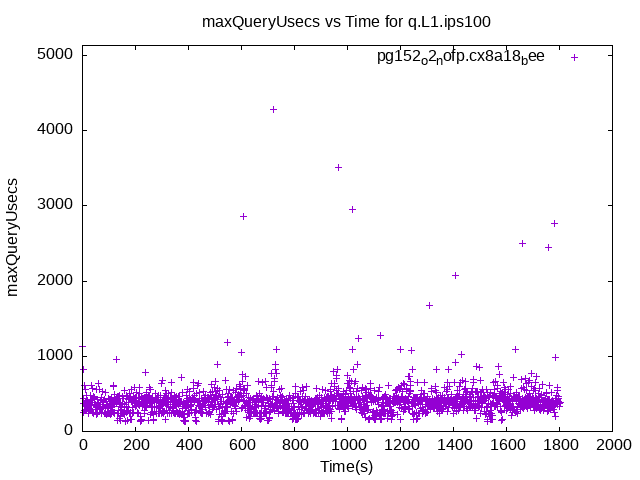 maxQueryUsecs vs Time for q.L1.ips100
pg152o2nofp.cx8a18bee
5000
4000
3000
2000
1000
0
maxQueryUsecs
0 200 400 600 800 1000 1200 1400 1600 1800 2000
Time(s)